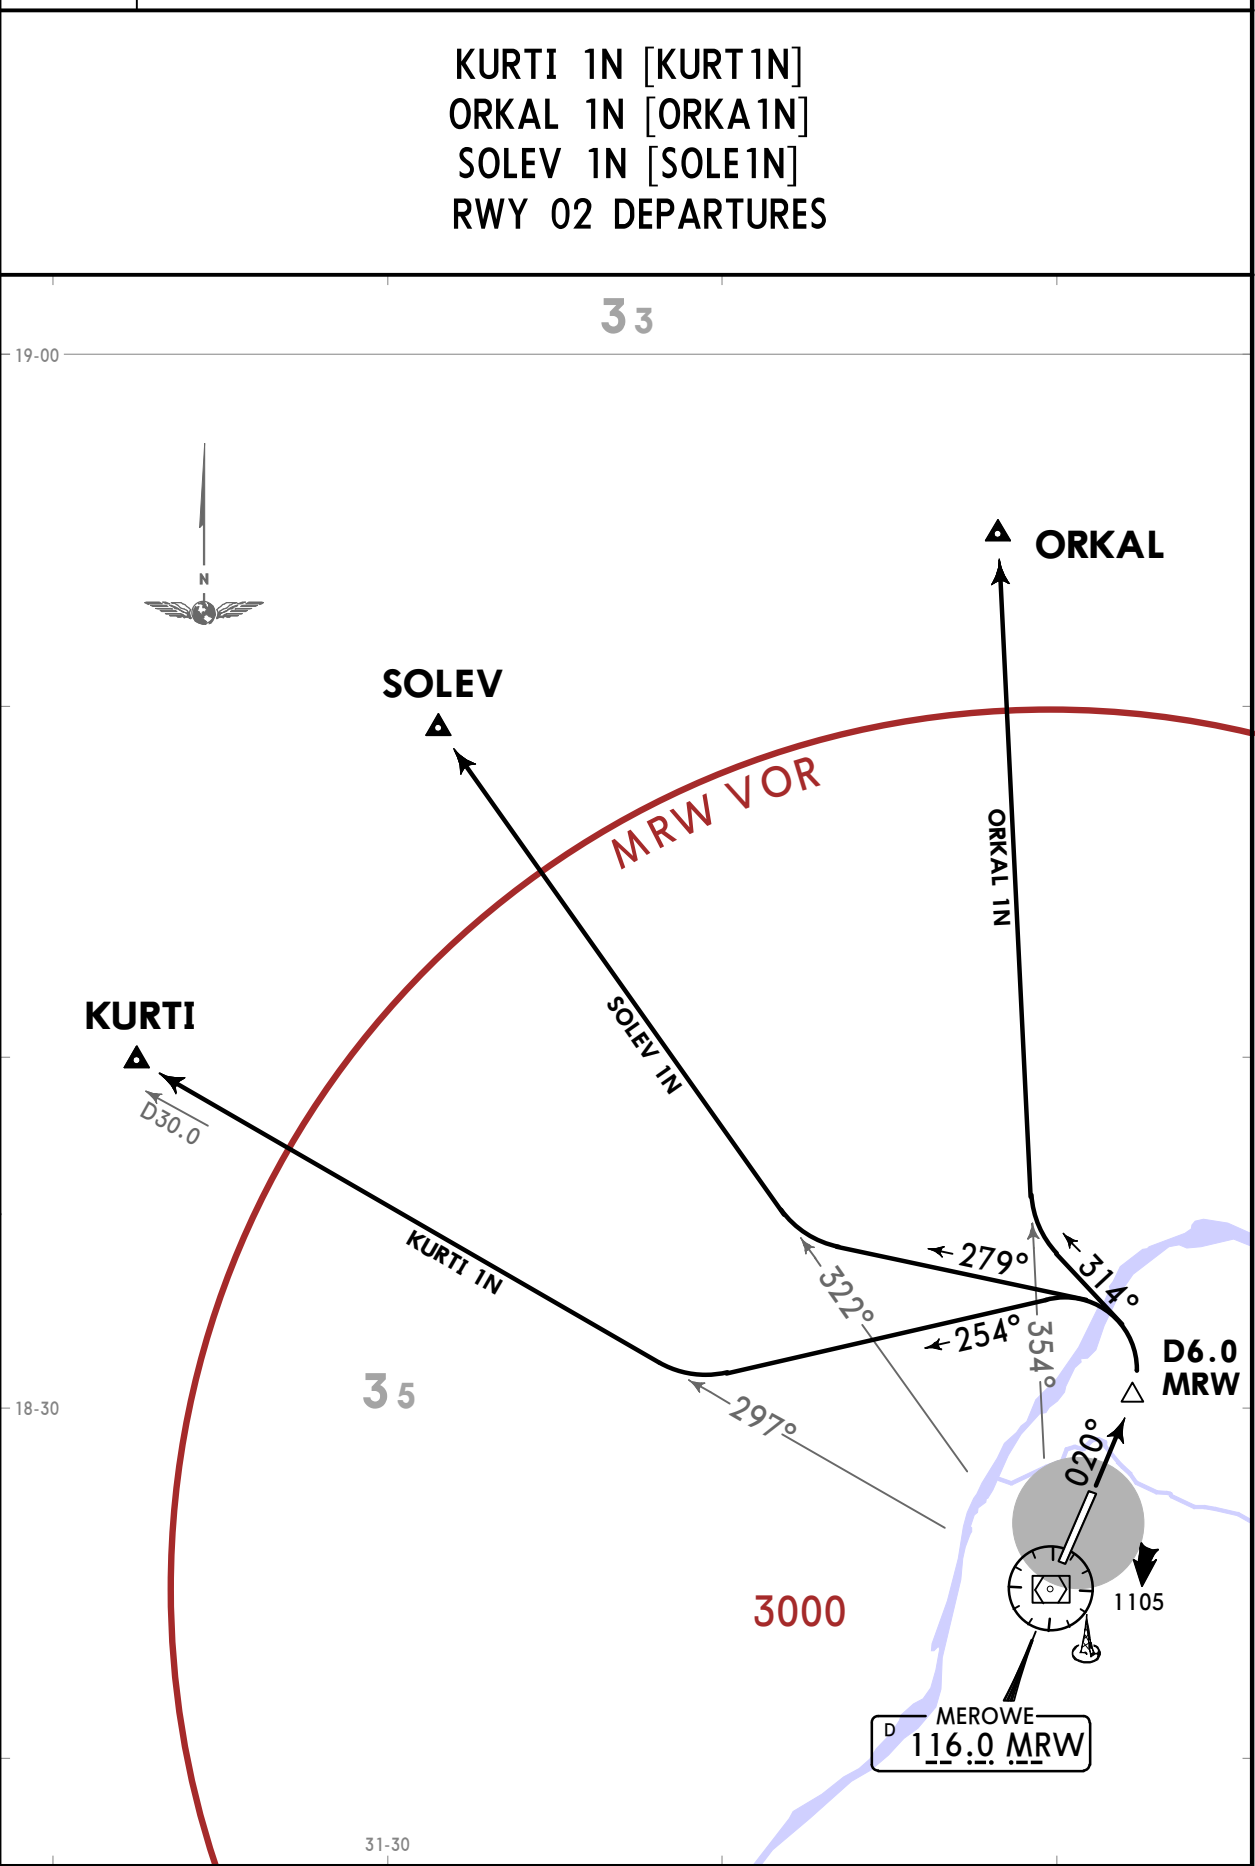 KURTI 1N [KURT1N]
ORKAL 1N [ORKA1N]
SOLEV 1N [SOLE1N]
RWY 02 DEPARTURES
33
19-00
N
ORKAL
SOLEV
MRW VOR
ORKAL 1N
SOLEV 1N
KURTI
D30.0
KURTI 1N
279°
314°
322°
254°
354°
D6.0
MRW
35
18-30
297°
020°
3000
1105
MEROWE
D 116.0 MRW
31-30